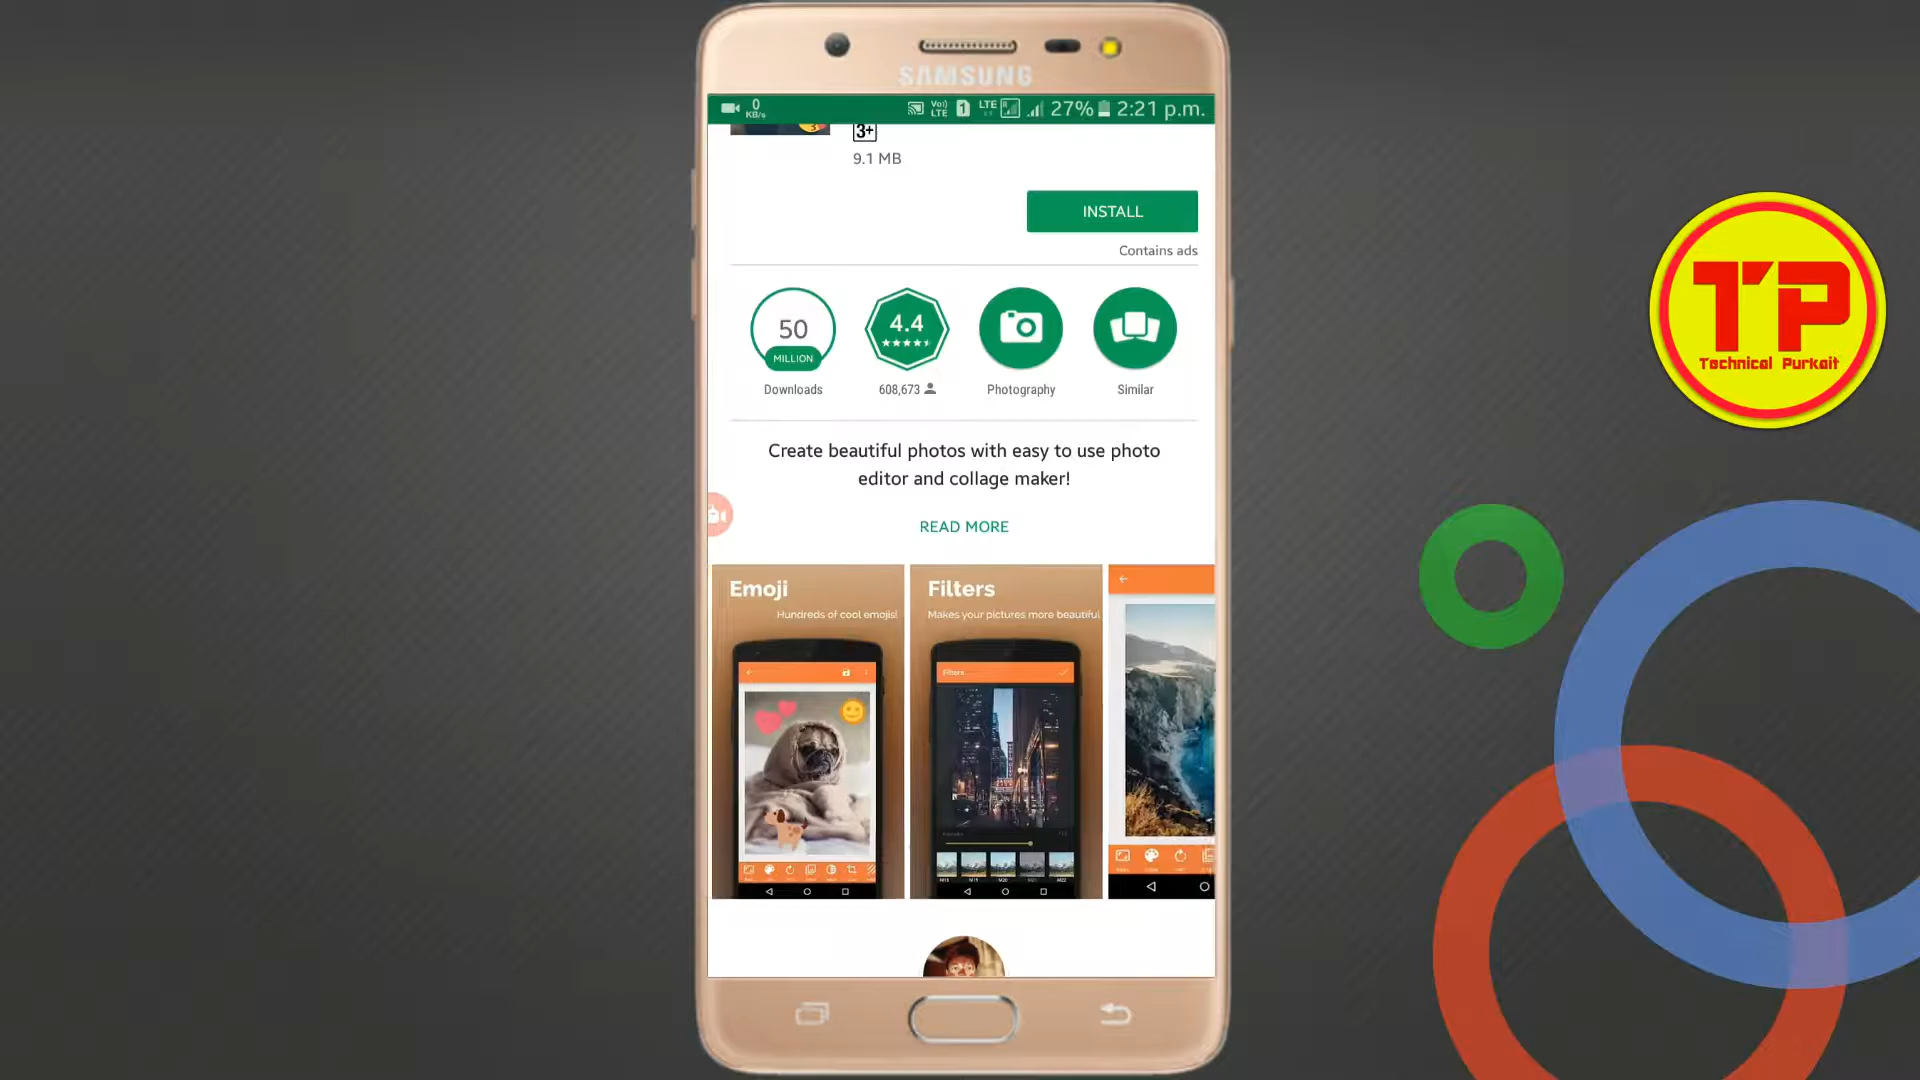 SAMSUNG
0
KB/s
Vo))
LTE
1
LTE
27%
2:21 p.m.
3+
9.1 MB
INSTALL
Contains ads
50
MILLION
Downloads
4.4
608,673
Photography
Similar
Create beautiful photos with easy to use photo
editor and collage maker!
READ MORE
Emoji
Hundreds of cool emojis!
Filters
Makes your pictures more beautiful
Filters
TP
Technical Purkait